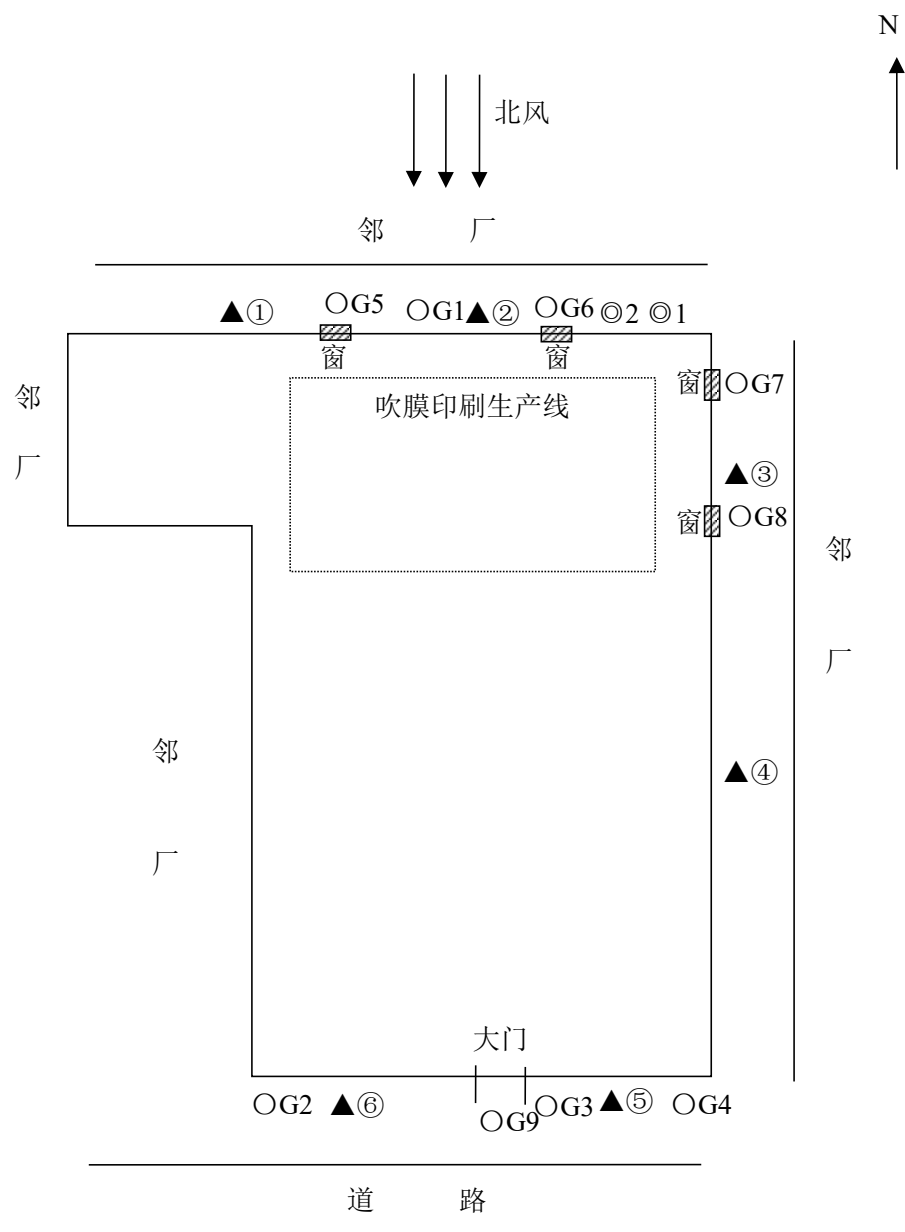 N
北风
邻 厂
▲① ○G5 ○G1 ▲② ○G6 ◎2 ◎1
窗 窗
窗 ○G7
吹膜印刷生产线
邻
厂
▲③
窗 ○G8
邻
厂
邻
厂
▲④
大门
○G2 ▲⑥ ○G9 ○G3 ▲⑤ ○G4
道 路